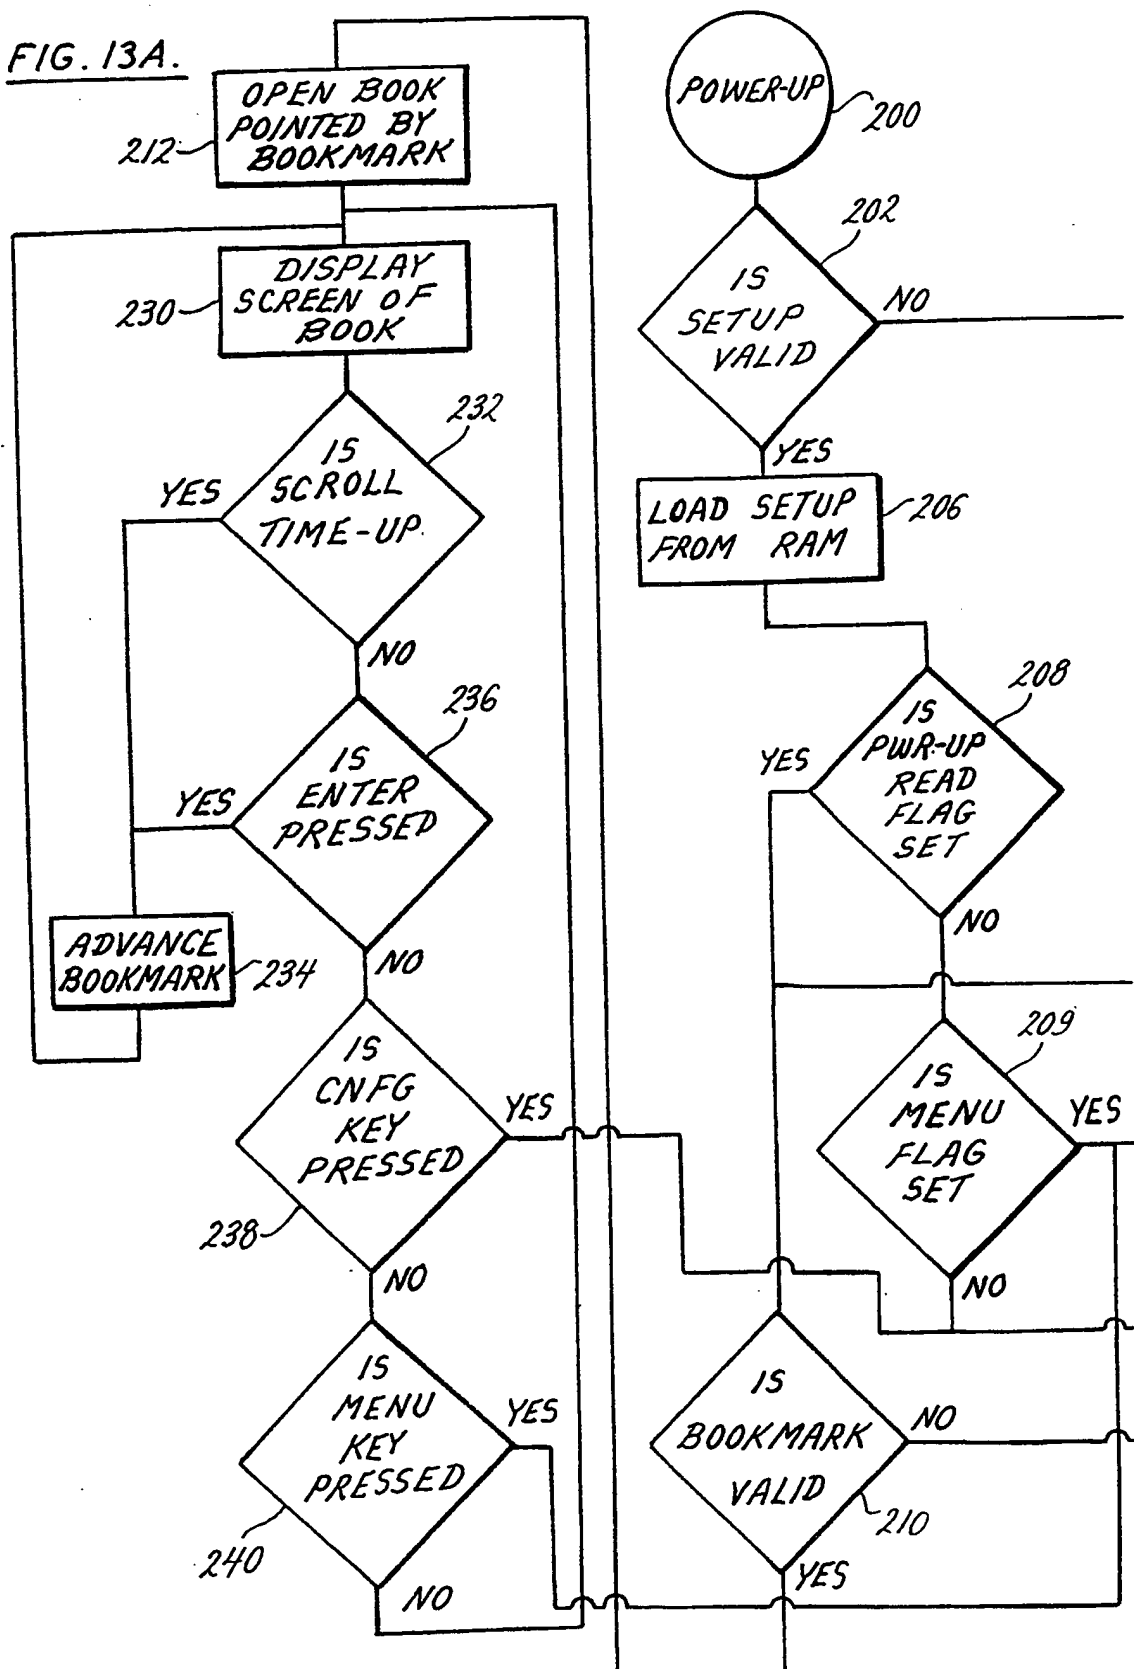 FIG. 13A.
OPEN BOOK
POINTED BY
BOOKMARK
212
DISPLAY
SCREEN OF
BOOK
230
IS
SCROLL
TIME-UP
232
YES
NO
IS
ENTER
PRESSED
236
YES
NO
ADVANCE
BOOKMARK
234
IS
CNFG
KEY
PRESSED
238
YES
NO
IS
MENU
KEY
PRESSED
240
YES
NO
POWER-UP
200
IS
SETUP
VALID
202
NO
YES
LOAD SETUP
FROM RAM
206
IS
PWR-UP
READ
FLAG
SET
208
YES
NO
IS
MENU
FLAG
SET
209
YES
NO
IS
BOOKMARK
VALID
210
NO
YES